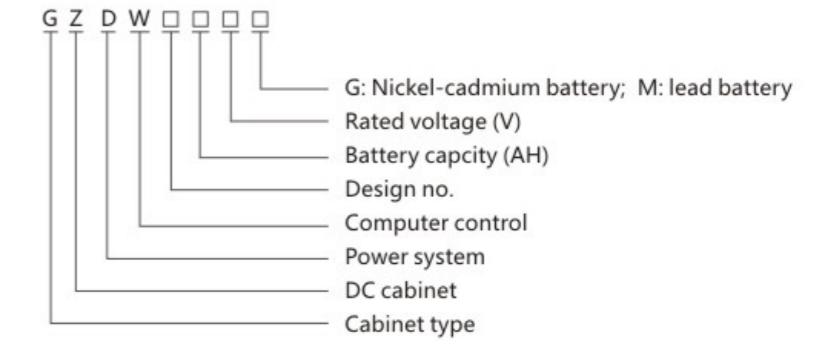 G Z D W □ □ □ □
G: Nickel-cadmium battery; M: lead battery
Rated voltage (V)
Battery capcity (AH)
Design no.
Computer control
Power system
DC cabinet
Cabinet type